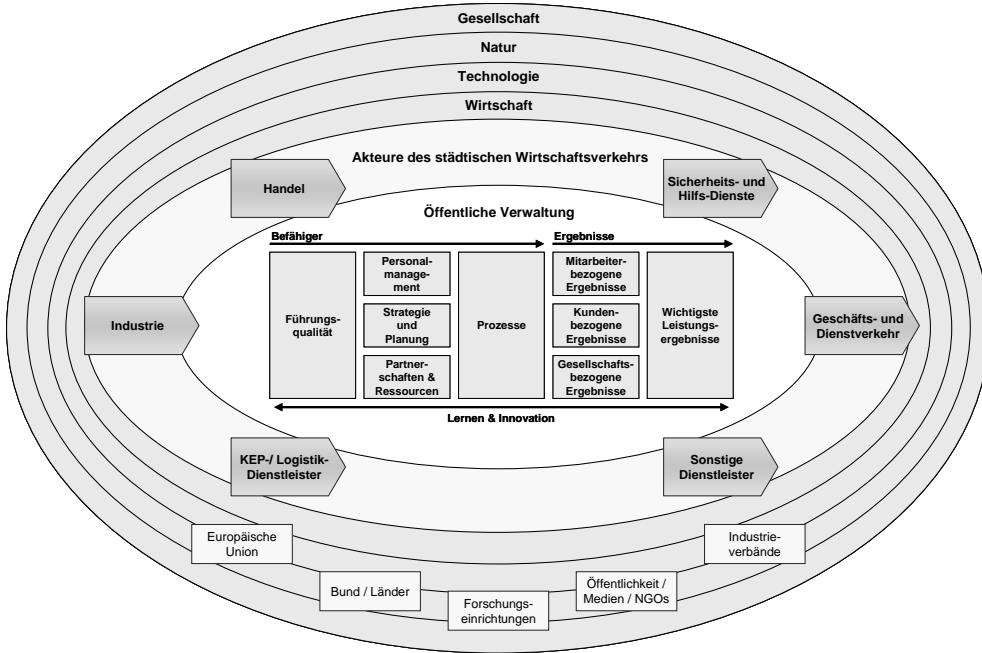 Gesellschaft
Natur
Technologie
Wirtschaft
Akteure des städtischen Wirtschaftsverkehrs
Handel
Sicherheits- und
Hilfs-Dienste
Öffentliche Verwaltung
Befähiger
Ergebnisse
Führungs-
qualität
Personal-
manage-
ment
Strategie
und
Planung
Partner-
schaften &
Ressourcen
Prozesse
Mitarbeiter-
bezogene
Ergebnisse
Kunden-
bezogene
Ergebnisse
Gesellschafts-
bezogene
Ergebnisse
Wichtigste
Leistungs-
ergebnisse
Lernen & Innovation
Industrie
Geschäfts- und
Dienstverkehr
KEP-/ Logistik-
Dienstleister
Sonstige
Dienstleister
Europäische
Union
Bund / Länder
Forschungs-
einrichtungen
Öffentlichkeit /
Medien / NGOs
Industrie-
verbände